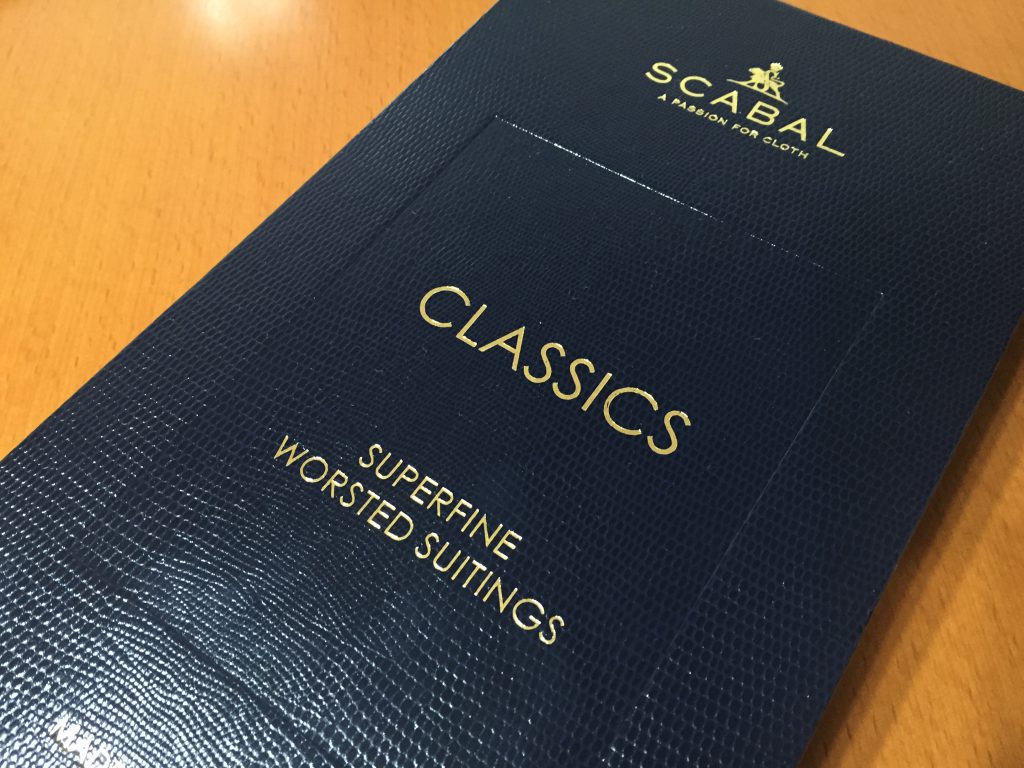 SCABAL
A PASSION FOR CLOTH
CLASSICS
SUPERFINE
WORSTED SUITINGS